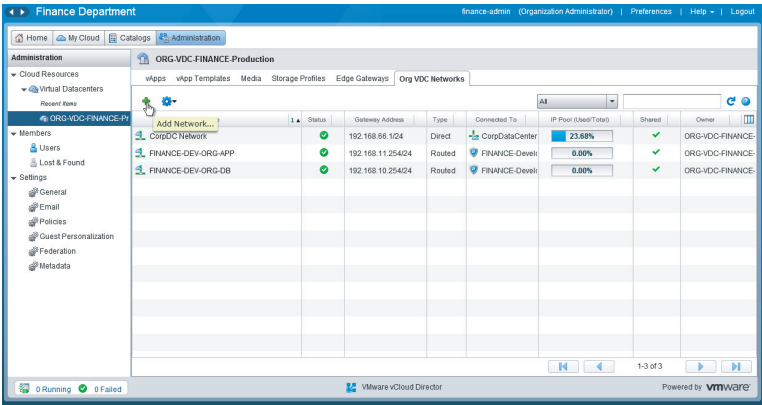 Finance Department
finance-admin (Organization Administrator) | Preferences | Help | Logout
Home My Cloud Catalogs Administration
Administration
ORG-VDC-FINANCE-Production
Cloud Resources
vApps vApp Templates Media Storage Profiles Edge Gateways Org VDC Networks
Virtual Datacenters
Recent Items
All
ORG-VDC-FINANCE-Pr
1 Status Gateway Address Type Connected To IP Pool (Used/Total) Shared Owner
Add Network...
Members
CorpDC Network 192.168.66.1/24 Direct CorpDataCenter 23.68% ORG-VDC-FINANCE-
Users
FINANCE-DEV-ORG-APP 192.168.11.254/24 Routed FINANCE-Develo 0.00% ORG-VDC-FINANCE-
Lost & Found
FINANCE-DEV-ORG-DB 192.168.10.254/24 Routed FINANCE-Develo 0.00% ORG-VDC-FINANCE-
Settings
General
Email
Policies
Guest Personalization
Federation
Metadata
1-3 of 3
0 Running 0 Failed
VMware vCloud Director
Powered by vmware